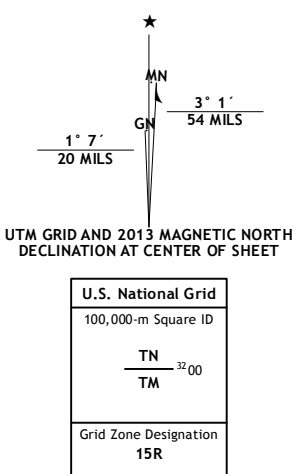 ★
MN
GN
3° 1´
54 MILS
1° 7´
20 MILS
UTM GRID AND 2013 MAGNETIC NORTH
DECLINATION AT CENTER OF SHEET
U.S. National Grid
100,000-m Square ID
TN
3200
TM
Grid Zone Designation
15R